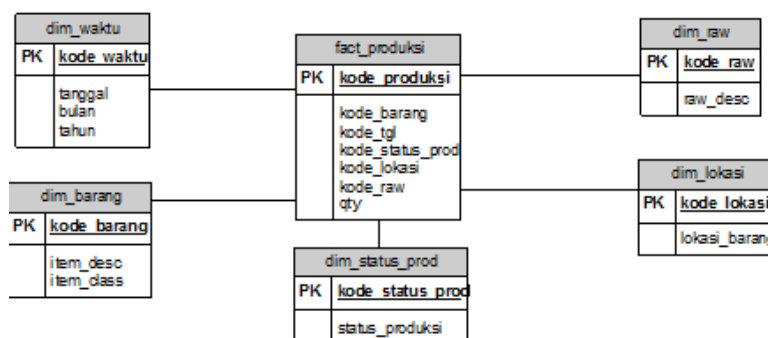 dim_waktu
PK kode_waktu
tanggal
bulan
tahun
fact_produksi
PK kode_produksi
kode_barang
kode_tgl
kode_status_prod
kode_lokasi
kode_raw
qty
dim_raw
PK kode_raw
raw_desc
dim_barang
PK kode_barang
item_desc
item_class
dim_status_prod
PK kode_status_prod
status_produksi
dim_lokasi
PK kode_lokasi
lokasi_barang